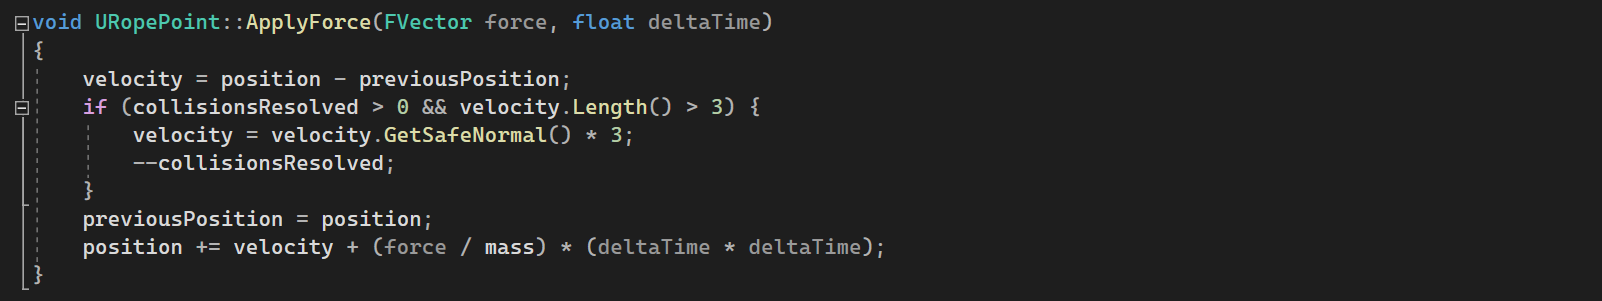 void URopePoint::ApplyForce(FVector force, float deltaTime)
{
    velocity = position - previousPosition;
    if (collisionsResolved > 0 && velocity.Length() > 3) {
        velocity = velocity.GetSafeNormal() * 3;
        --collisionsResolved;
    }
    previousPosition = position;
    position += velocity + (force / mass) * (deltaTime * deltaTime);
}